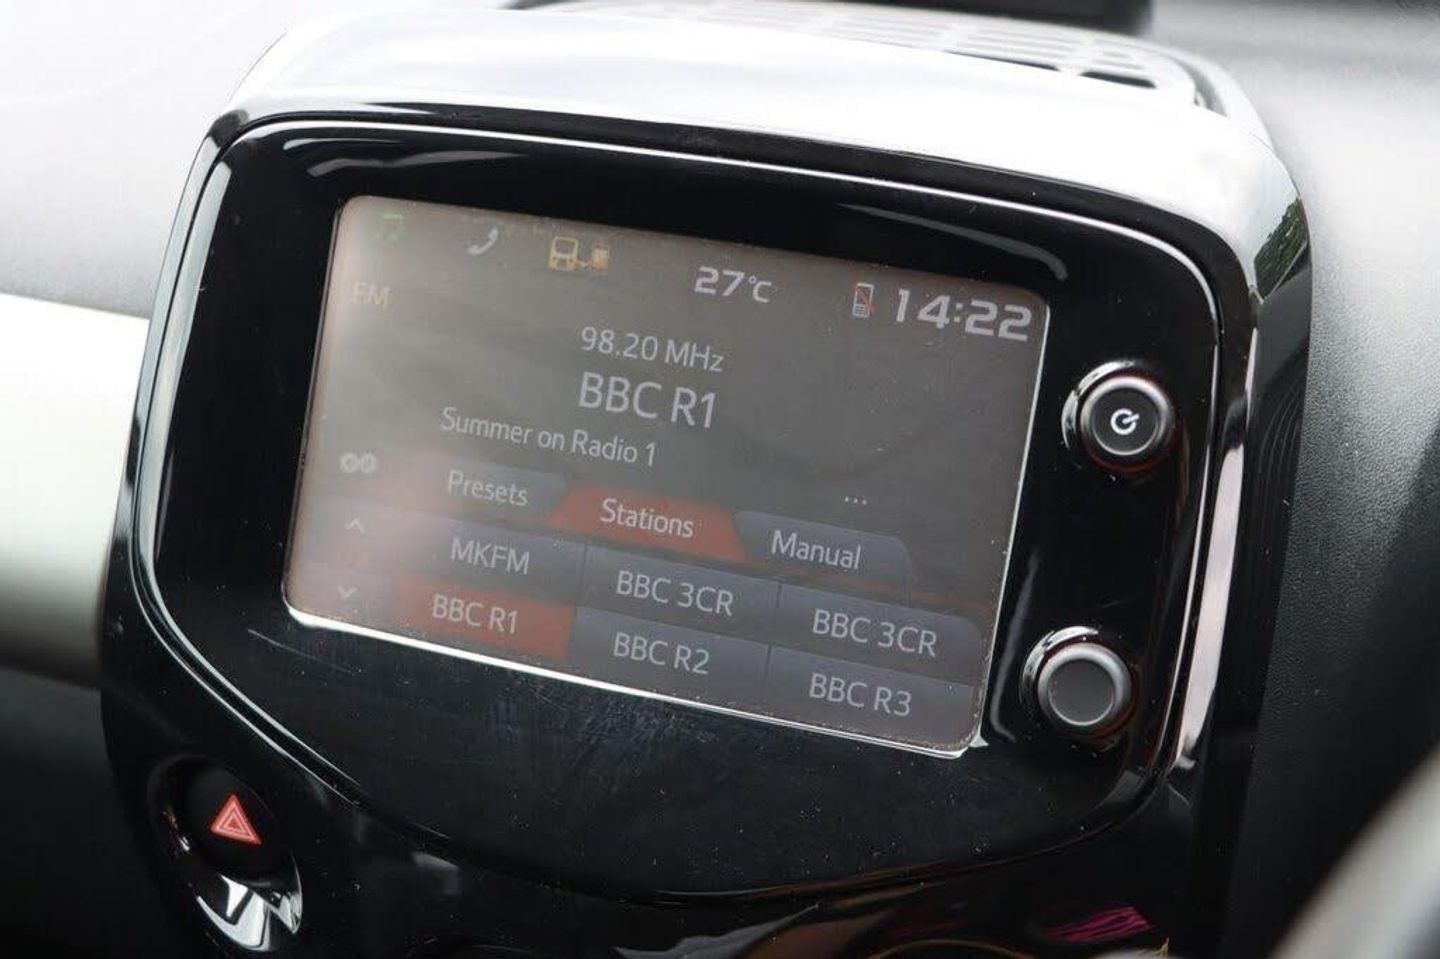 27°C 14:22
FM
98.20 MHz
BBC R1
Summer on Radio 1
...
Presets Stations Manual
MKFM BBC 3CR BBC 3CR
BBC R1 BBC R2 BBC R3